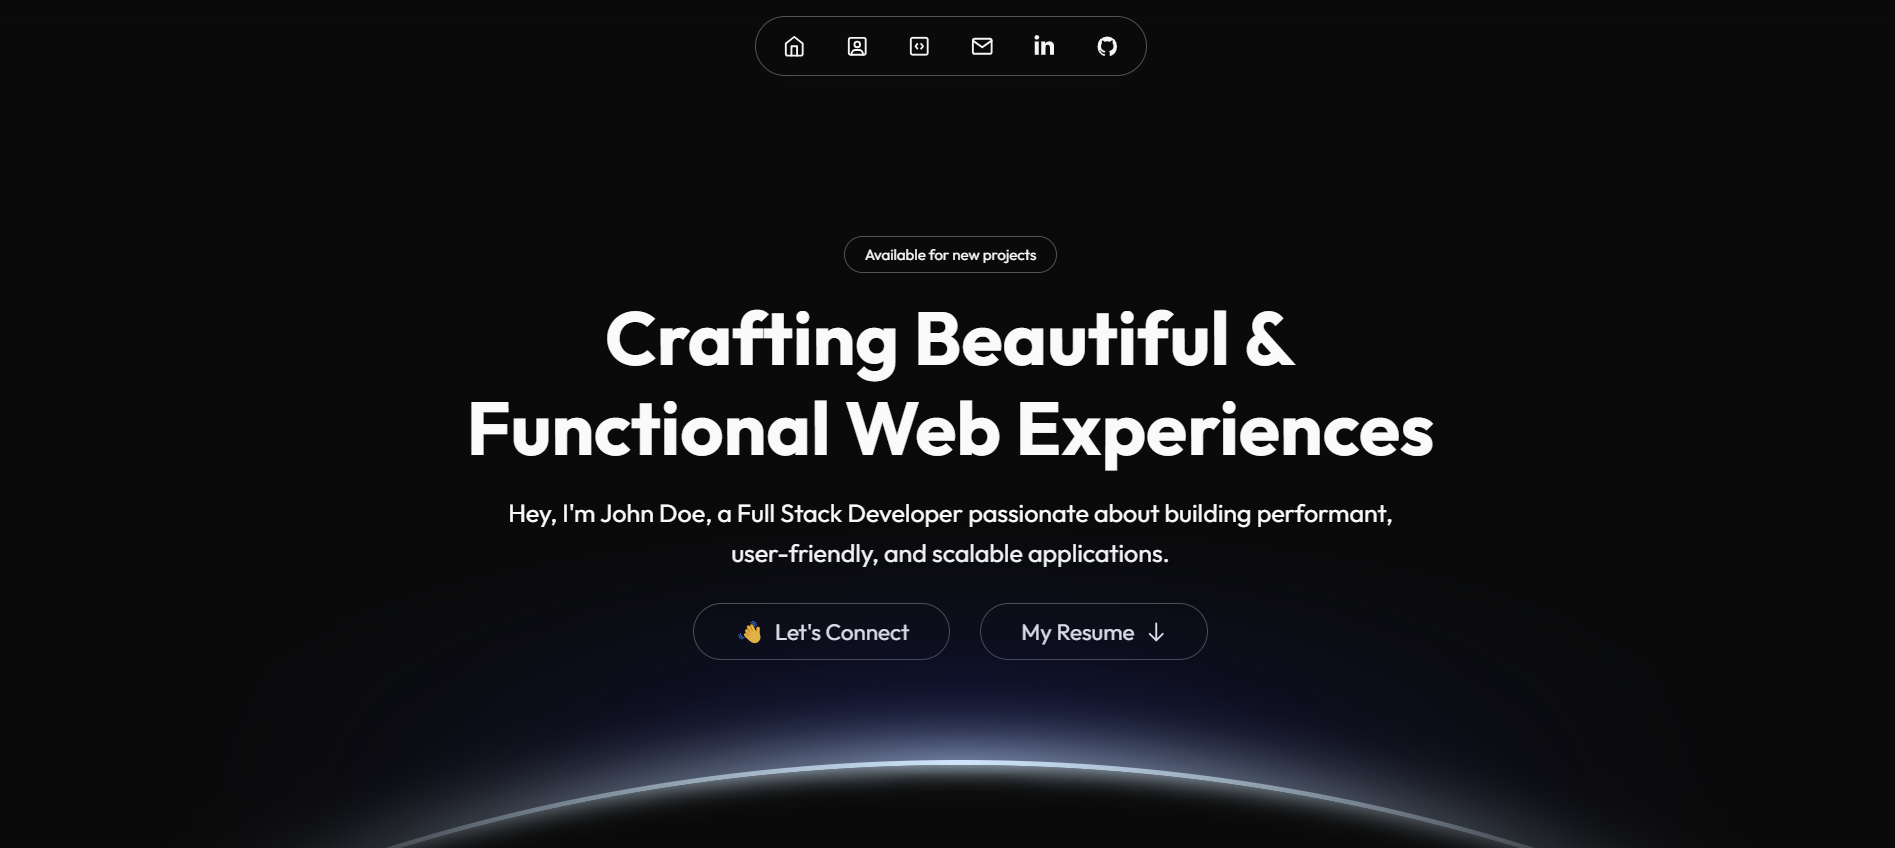 Available for new projects
Crafting Beautiful &
Functional Web Experiences
Hey, I'm John Doe, a Full Stack Developer passionate about building performant,
user-friendly, and scalable applications.
Let's Connect
My Resume